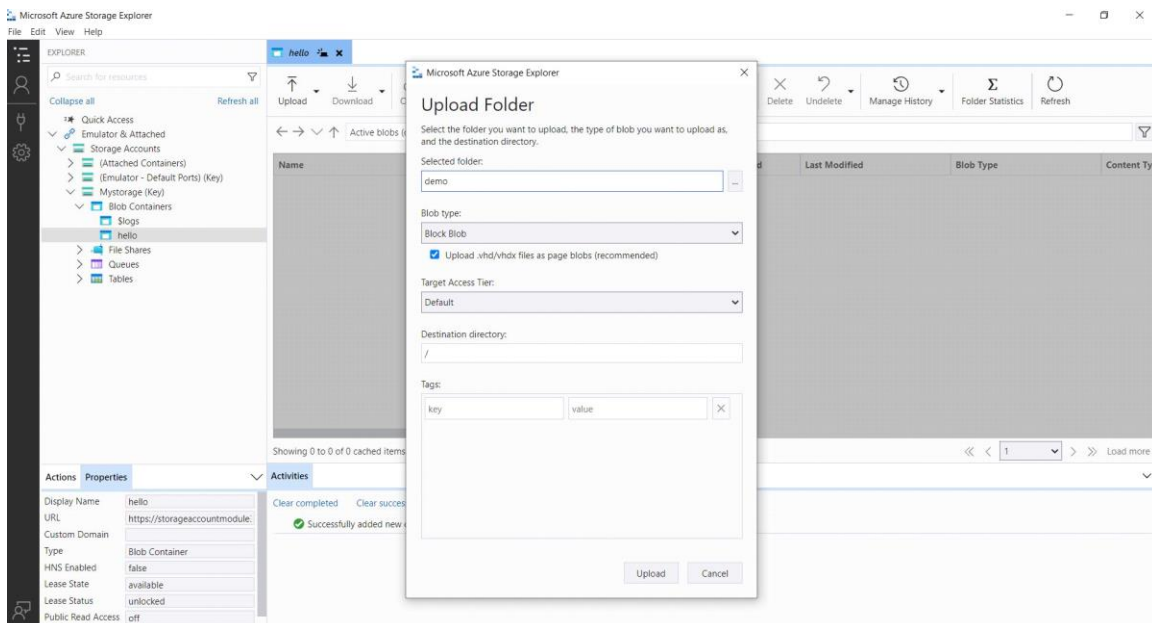 Microsoft Azure Storage Explorer
File Edit View Help
EXPLORER
Search for resources
Collapse all Refresh all
Quick Access
Emulator & Attached
Storage Accounts
(Attached Containers)
(Emulator - Default Ports) (Key)
Mystorage (Key)
Blob Containers
$logs
hello
File Shares
Queues
Tables
Actions Properties
Display Name hello
URL https://storageaccountmodule.
Custom Domain
Type Blob Container
HNS Enabled false
Lease State available
Lease Status unlocked
Public Read Access off
hello
Upload Download Delete Undelete Manage History Folder Statistics Refresh
Active blobs
Name Last Modified Blob Type Content Ty
Showing 0 to 0 of 0 cached items
1 Load more
Activities
Clear completed Clear succes
Successfully added new
Microsoft Azure Storage Explorer
Upload Folder
Select the folder you want to upload, the type of blob you want to upload as,
and the destination directory.
Selected folder:
demo
...
Blob type:
Block Blob
Upload .vhd/vhdx files as page blobs (recommended)
Target Access Tier:
Default
Destination directory:
/
Tags:
key value
Upload Cancel